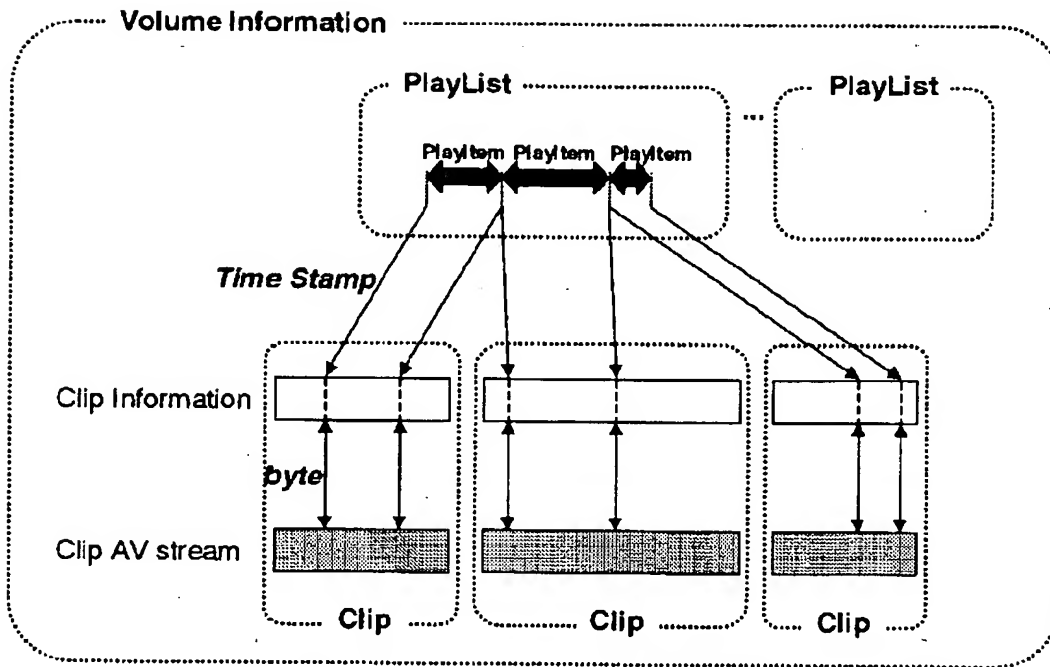 Volume Information
PlayList
...
PlayList
PlayItem PlayItem PlayItem
Time Stamp
Clip Information
byte
Clip AV stream
Clip
Clip
Clip